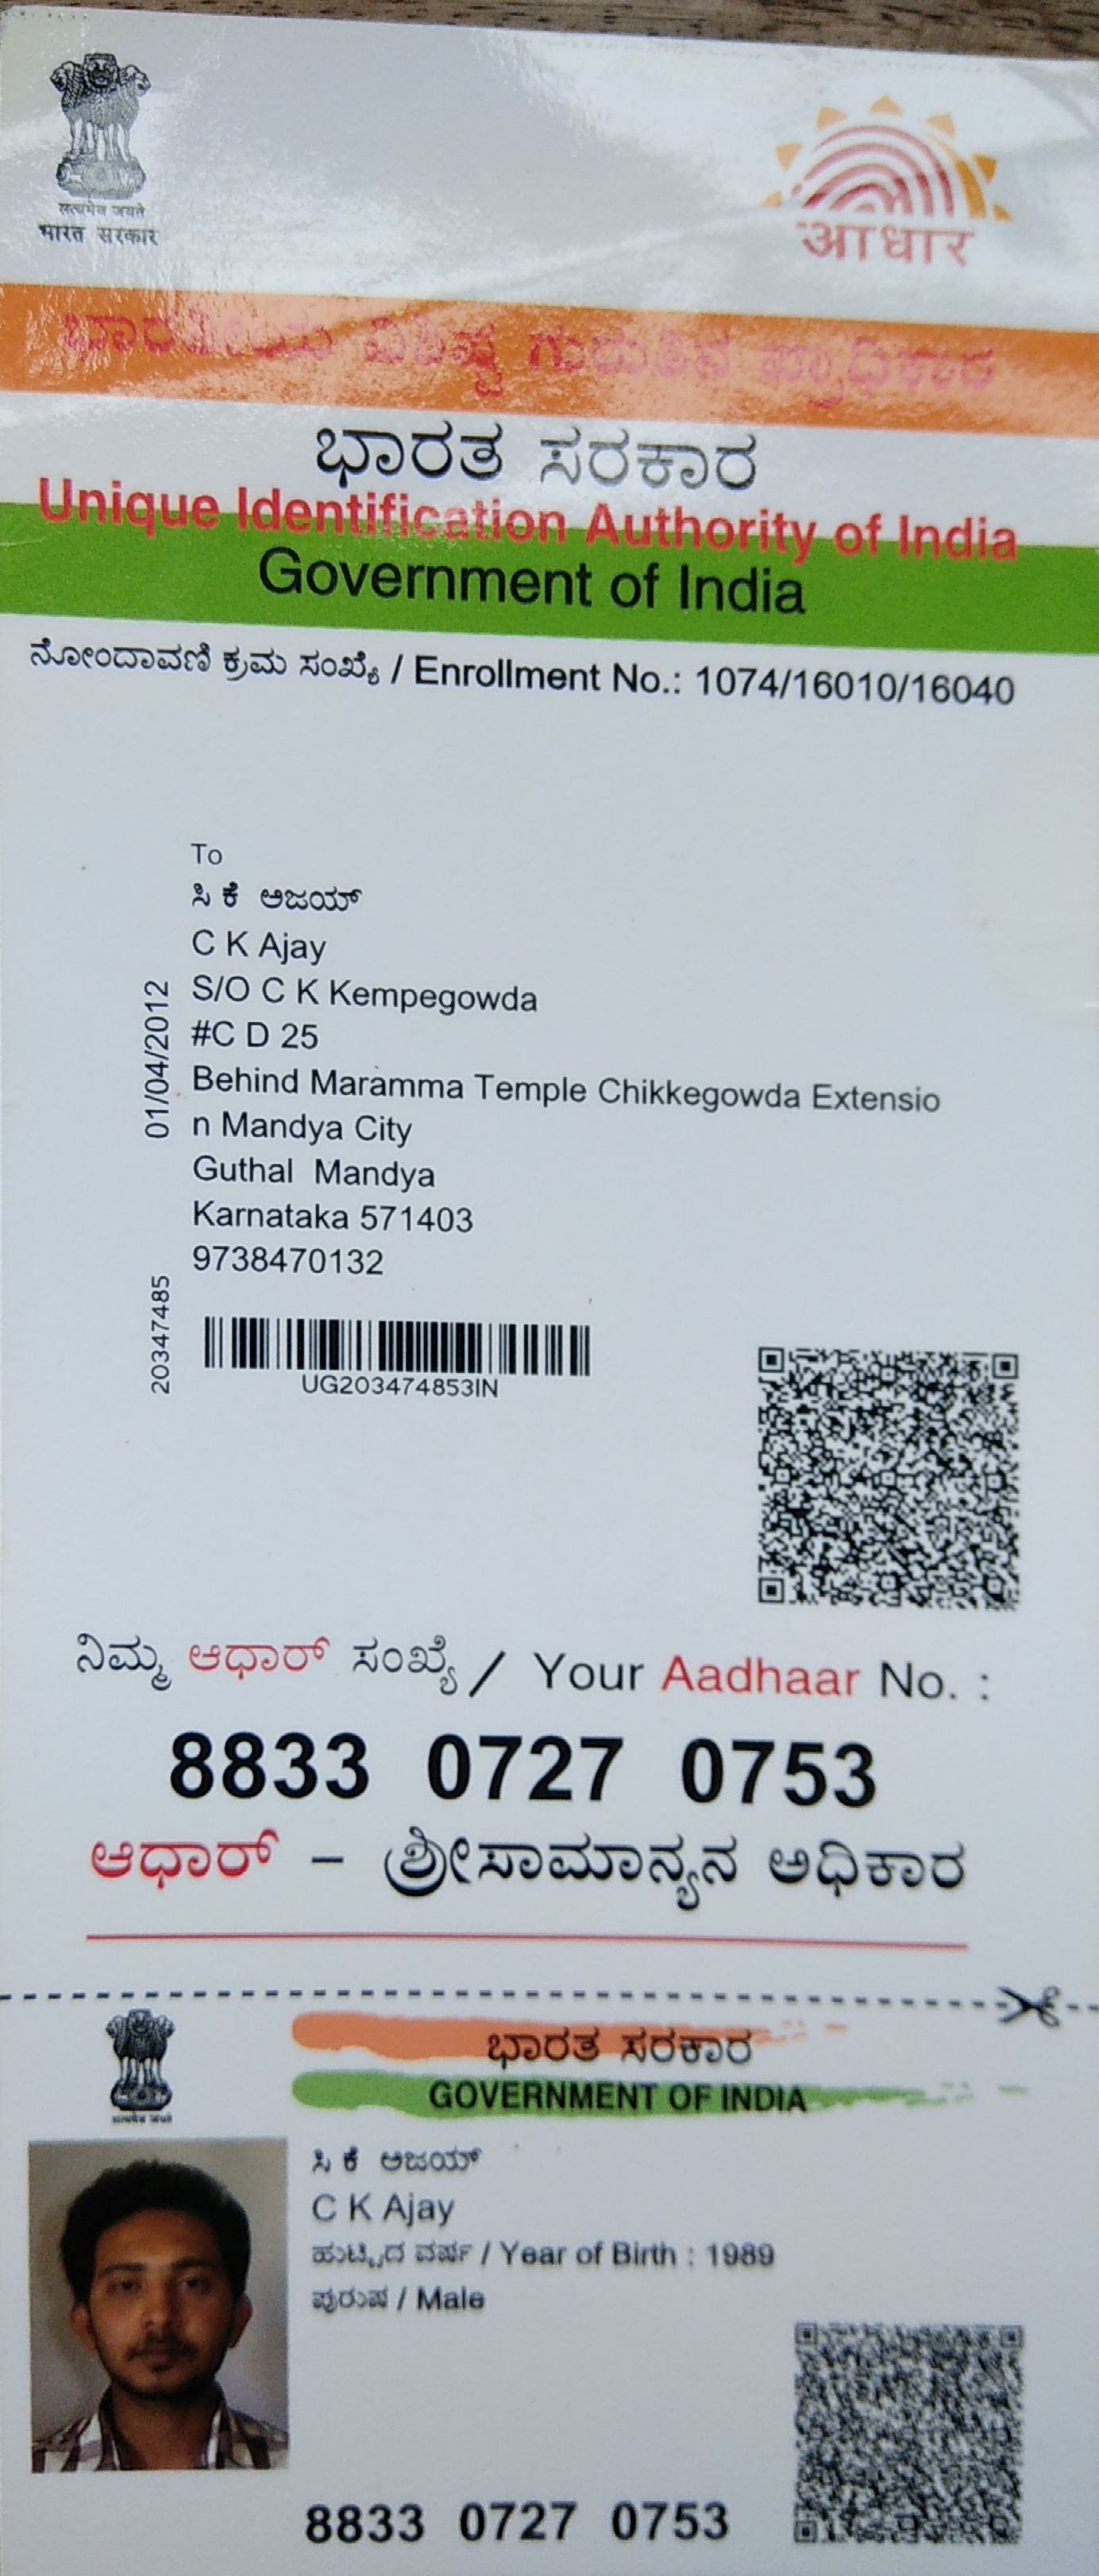 सत्यमेव जयते
भारत सरकार
आधार
ಭಾರತೀಯ ವಿಶಿಷ್ಟ ಗುರುತಿನ ಪ್ರಾಧಿಕಾರ
ಭಾರತ ಸರಕಾರ
Unique Identification Authority of India
Government of India
ನೋಂದಾವಣಿ ಕ್ರಮ ಸಂಖ್ಯೆ / Enrollment No.: 1074/16010/16040
To
ಸಿ ಕೆ ಅಜಯ್
C K Ajay
S/O C K Kempegowda
#C D 25
Behind Maramma Temple Chikkegowda Extensio
n Mandya City
Guthal Mandya
Karnataka 571403
9738470132
01/04/2012
20347485
UG203474853IN
ನಿಮ್ಮ ಆಧಾರ್ ಸಂಖ್ಯೆ / Your Aadhaar No. :
8833 0727 0753
ಆಧಾರ್ – ಶ್ರೀಸಾಮಾನ್ಯನ ಅಧಿಕಾರ
ಭಾರತ ಸರಕಾರ
GOVERNMENT OF INDIA
सत्यमेव जयते
ಸಿ ಕೆ ಅಜಯ್
C K Ajay
ಹುಟ್ಟಿದ ವರ್ಷ / Year of Birth : 1989
ಪುರುಷ / Male
8833 0727 0753